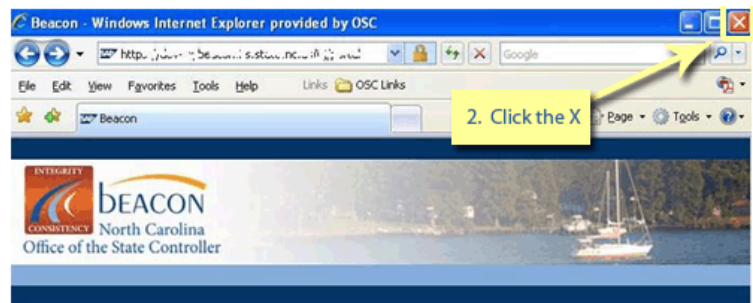 Beacon - Windows Internet Explorer provided by OSC
Google
File Edit View Favorites Tools Help Links OSC Links
2. Click the X
Beacon Page Tools
INTEGRITY
CONSISTENCY
bEACON
North Carolina
Office of the State Controller